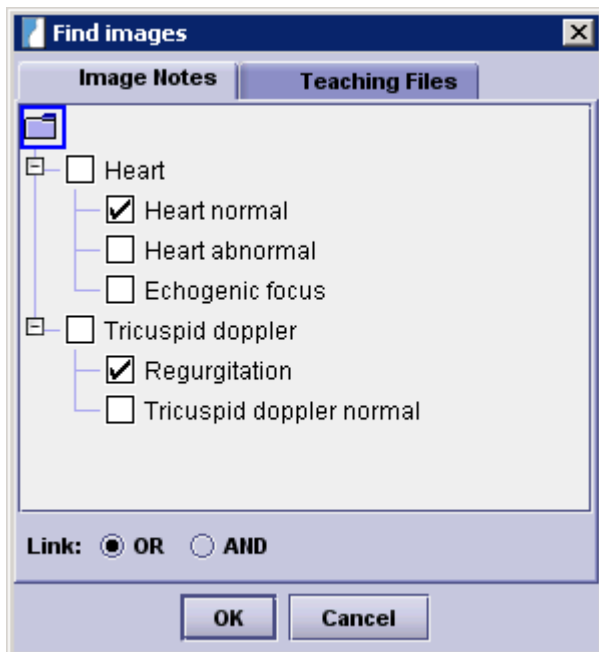 Find images
Image Notes Teaching Files
Heart
Heart normal
Heart abnormal
Echogenic focus
Tricuspid doppler
Regurgitation
Tricuspid doppler normal
Link: OR AND
OK Cancel